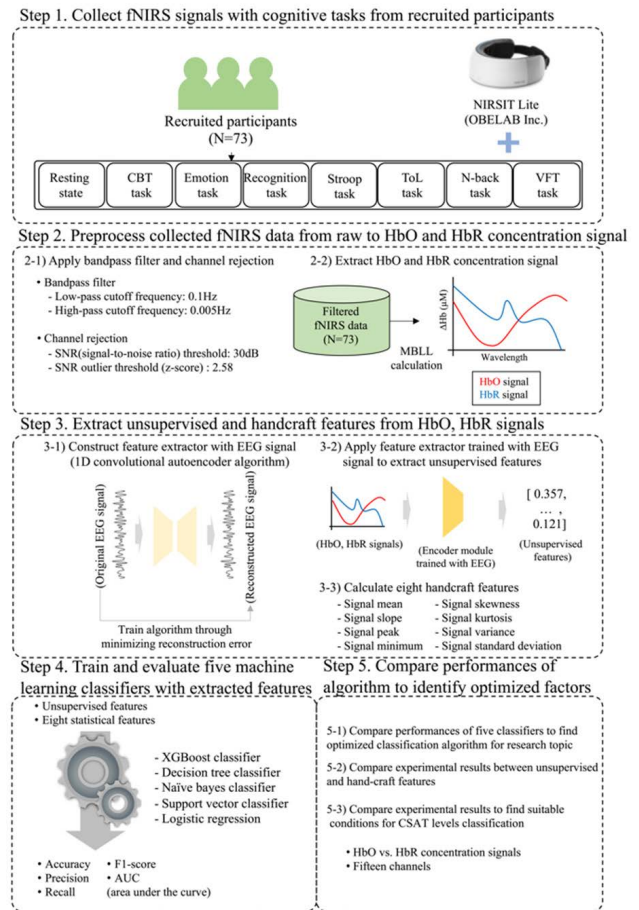 Step 1. Collect fNIRS signals with cognitive tasks from recruited participants
Recruited participants
(N=73)
NIRSIT Lite
(OBELAB Inc.)
Resting state
CBT task
Emotion task
Recognition task
Stroop task
ToL task
N-back task
VFT task
Step 2. Preprocess collected fNIRS data from raw to HbO and HbR concentration signal
2-1) Apply bandpass filter and channel rejection
• Bandpass filter
- Low-pass cutoff frequency: 0.1Hz
- High-pass cutoff frequency: 0.005Hz
• Channel rejection
- SNR(signal-to-noise ratio) threshold: 30dB
- SNR outlier threshold (z-score) : 2.58
2-2) Extract HbO and HbR concentration signal
Filtered
fNIRS data
(N=73)
MBLL
calculation
ΔHb (μM)
Wavelength
HbO signal
HbR signal
Step 3. Extract unsupervised and handcraft features from HbO, HbR signals
3-1) Construct feature extractor with EEG signal
(1D convolutional autoencoder algorithm)
(Original EEG signal)
(Reconstructed EEG signal)
Train algorithm through
minimizing reconstruction error
3-2) Apply feature extractor trained with EEG
signal to extract unsupervised features
(HbO, HbR signals)
(Encoder module
trained with EEG)
[ 0.357,
... ,
0.121]
(Unsupervised
features)
3-3) Calculate eight handcraft features
- Signal mean
- Signal slope
- Signal peak
- Signal minimum
- Signal skewness
- Signal kurtosis
- Signal variance
- Signal standard deviation
Step 4. Train and evaluate five machine
learning classifiers with extracted features
• Unsupervised features
• Eight statistical features
- XGBoost classifier
- Decision tree classifier
- Naïve bayes classifier
- Support vector classifier
- Logistic regression
• Accuracy
• Precision
• Recall
• F1-score
• AUC
(area under the curve)
Step 5. Compare performances of
algorithm to identify optimized factors
5-1) Compare performances of five classifiers to find
optimized classification algorithm for research topic
5-2) Compare experimental results between unsupervised
and hand-craft features
5-3) Compare experimental results to find suitable
conditions for CSAT levels classification
• HbO vs. HbR concentration signals
• Fifteen channels